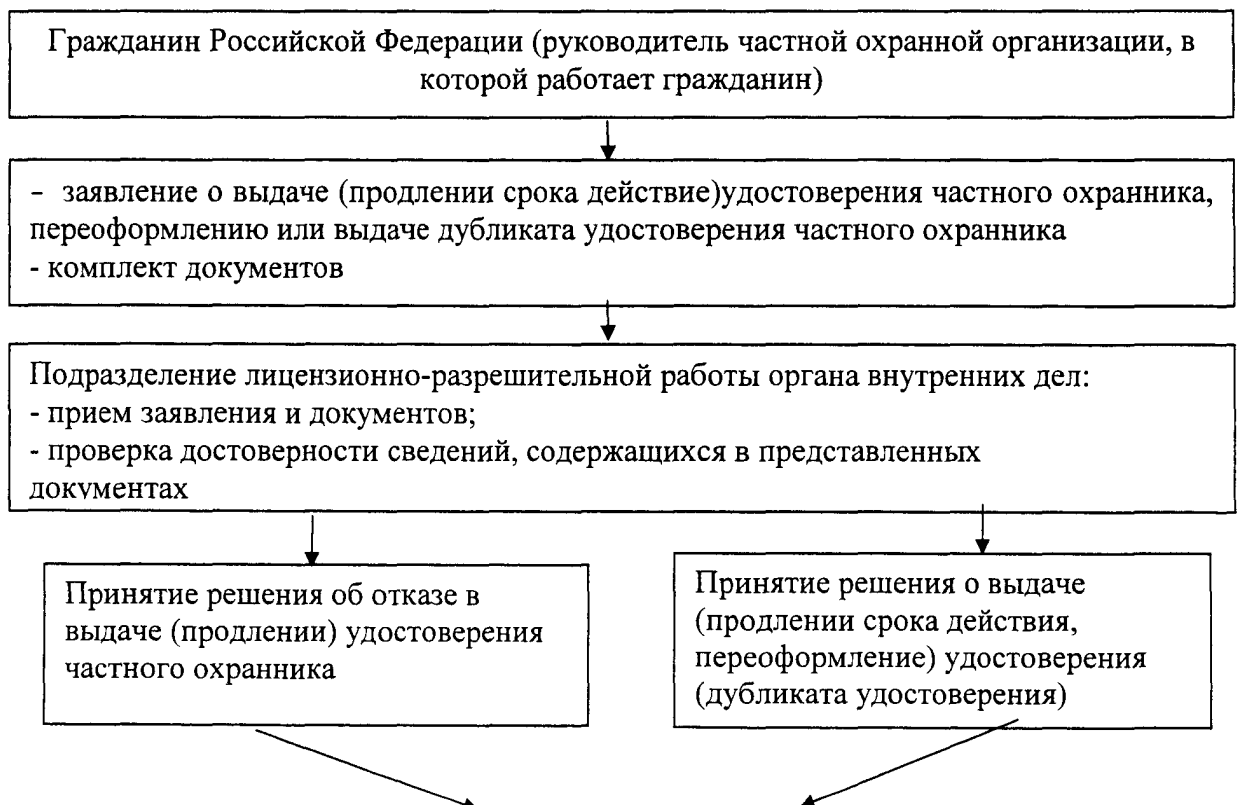 Гражданин Российской Федерации (руководитель частной охранной организации, в
которой работает гражданин)
- заявление о выдаче (продлении срока действие)удостоверения частного охранника,
переоформлению или выдаче дубликата удостоверения частного охранника
- комплект документов
Подразделение лицензионно-разрешительной работы органа внутренних дел:
- прием заявления и документов;
- проверка достоверности сведений, содержащихся в представленных
документах
Принятие решения об отказе в
выдаче (продлении) удостоверения
частного охранника
Принятие решения о выдаче
(продлении срока действия,
переоформление) удостоверения
(дубликата удостоверения)